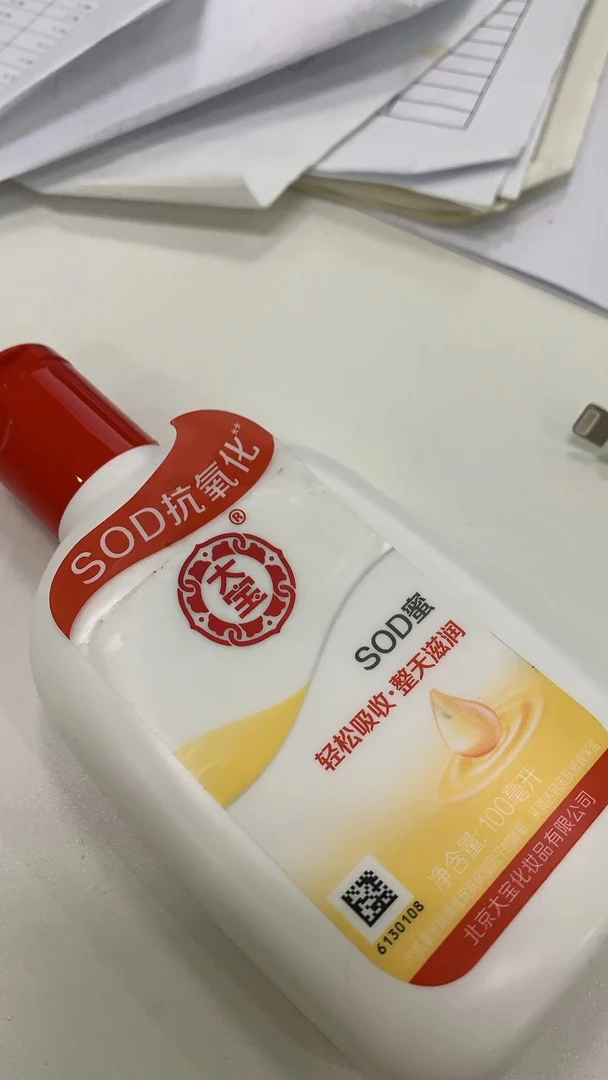 SOD抗氧化**
®
大宝
SOD蜜
轻松吸收·整天滋润
净含量:100毫升
6130108
北京大宝化妆品有限公司